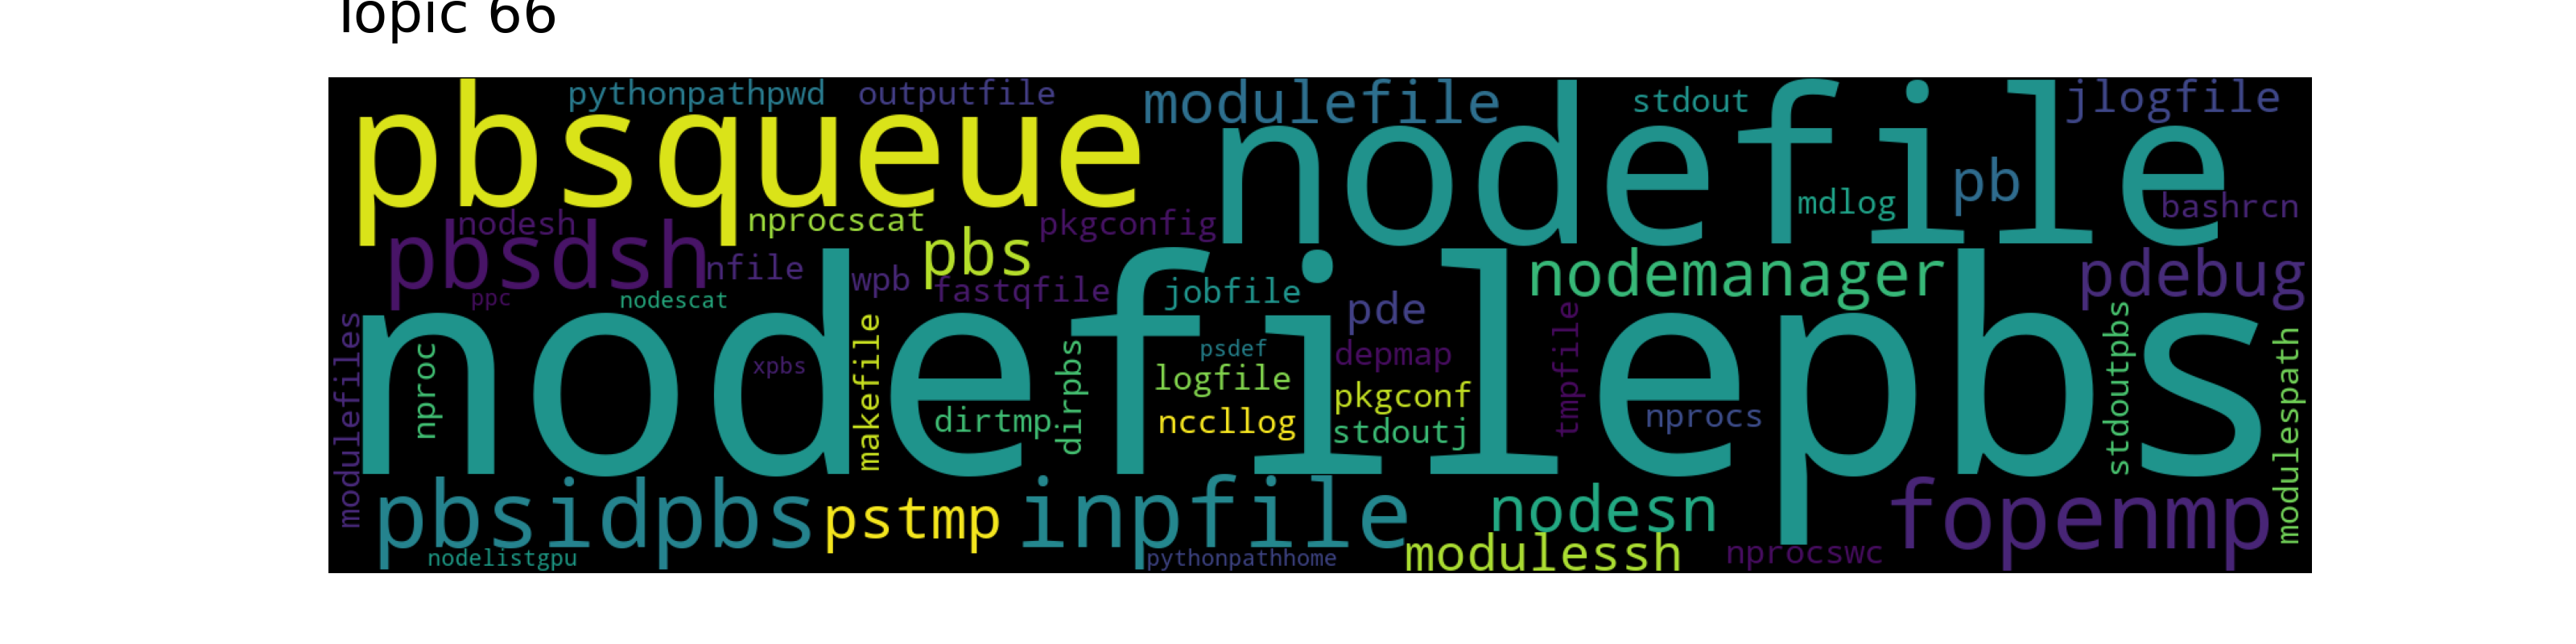 Topic 66
pythonpathpwd outputfile modulefile stdout jlogfile
pbsqueue nodefile
mdlog pb bashrcn
nodesh nprocscat pkgconfig
pbsdsh nfile wpb pbs nodemanager pdebug
ppc nodescat fastqfile jobfile pde
nodefilepbs
modulefiles nproc xpbs makefile dirpbs psdef depmap tmpfile stdoutpbs modulespath
logfile pkgconf nprocs
dirtmp nccllog stdoutj
pbsidpbs pstmp inpfile nodesn fopenmp
nodelistgpu pythonpathhome modulessh nprocswc